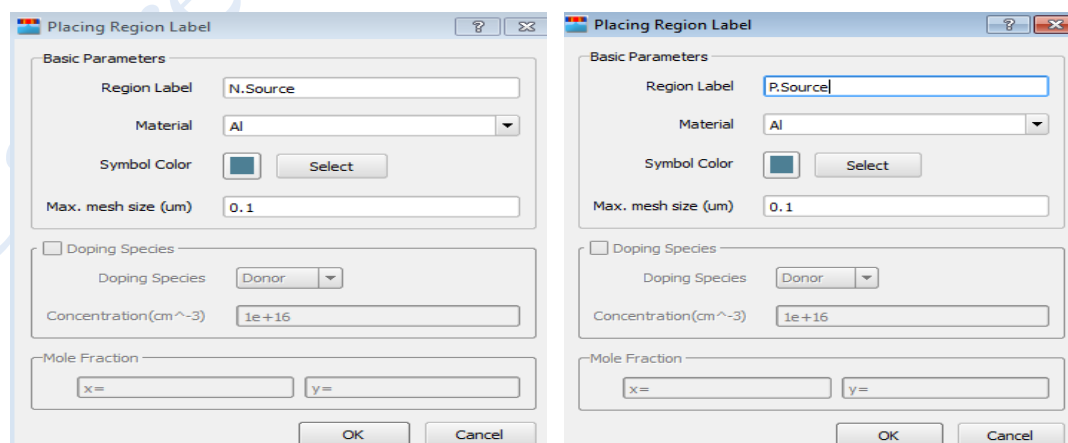 Placing Region Label
Basic Parameters
Region Label N.Source
Material Al
Symbol Color Select
Max. mesh size (um) 0.1
Doping Species
Doping Species Donor
Concentration(cm^-3) 1e+16
Mole Fraction
x= y=
OK Cancel
Placing Region Label
Basic Parameters
Region Label P.Source
Material Al
Symbol Color Select
Max. mesh size (um) 0.1
Doping Species
Doping Species Donor
Concentration(cm^-3) 1e+16
Mole Fraction
x= y=
OK Cancel